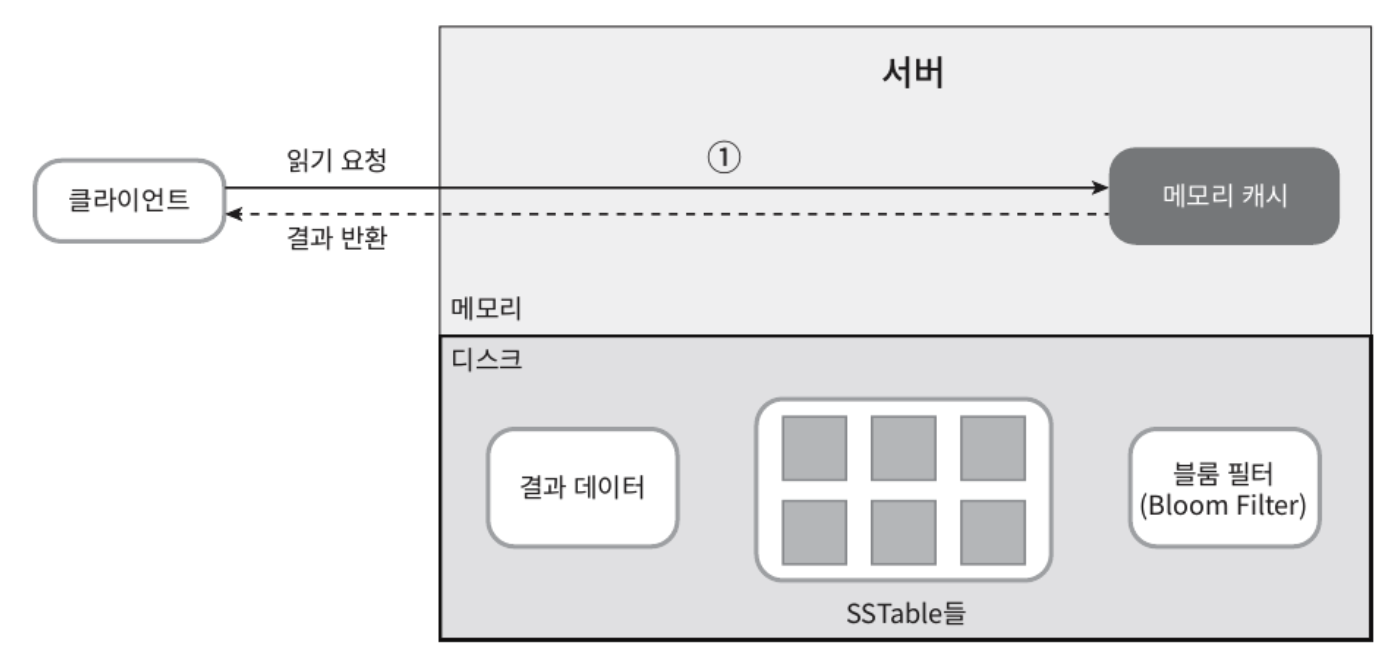 서버
읽기 요청
①
클라이언트
메모리 캐시
결과 반환
메모리
디스크
결과 데이터
블룸 필터
(Bloom Filter)
SSTable들